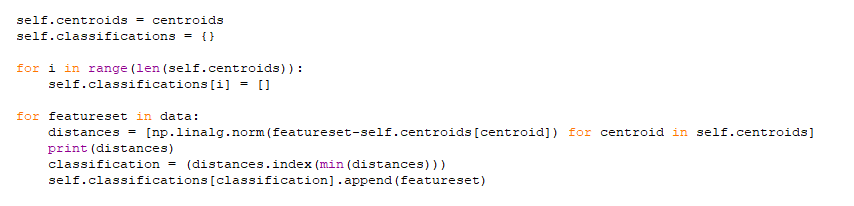 self.centroids = centroids
self.classifications = {}

for i in range(len(self.centroids)):
    self.classifications[i] = []

for featureset in data:
    distances = [np.linalg.norm(featureset-self.centroids[centroid]) for centroid in self.centroids]
    print(distances)
    classification = (distances.index(min(distances)))
    self.classifications[classification].append(featureset)